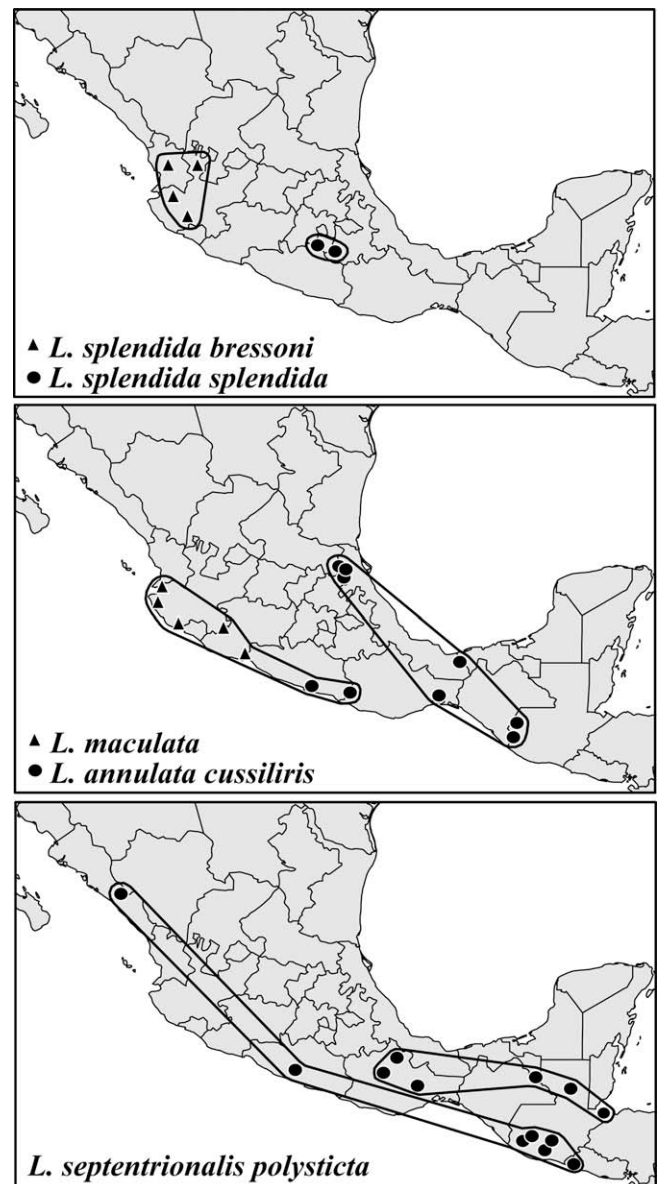 L. splendida bressoni
L. splendida splendida
L. maculata
L. annulata cussiliris
L. septentrionalis polysticta